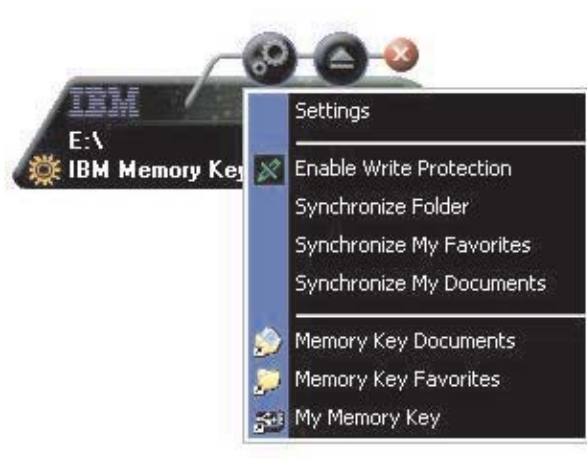 IBM
E:\
IBM Memory Key
Settings
Enable Write Protection
Synchronize Folder
Synchronize My Favorites
Synchronize My Documents
Memory Key Documents
Memory Key Favorites
My Memory Key